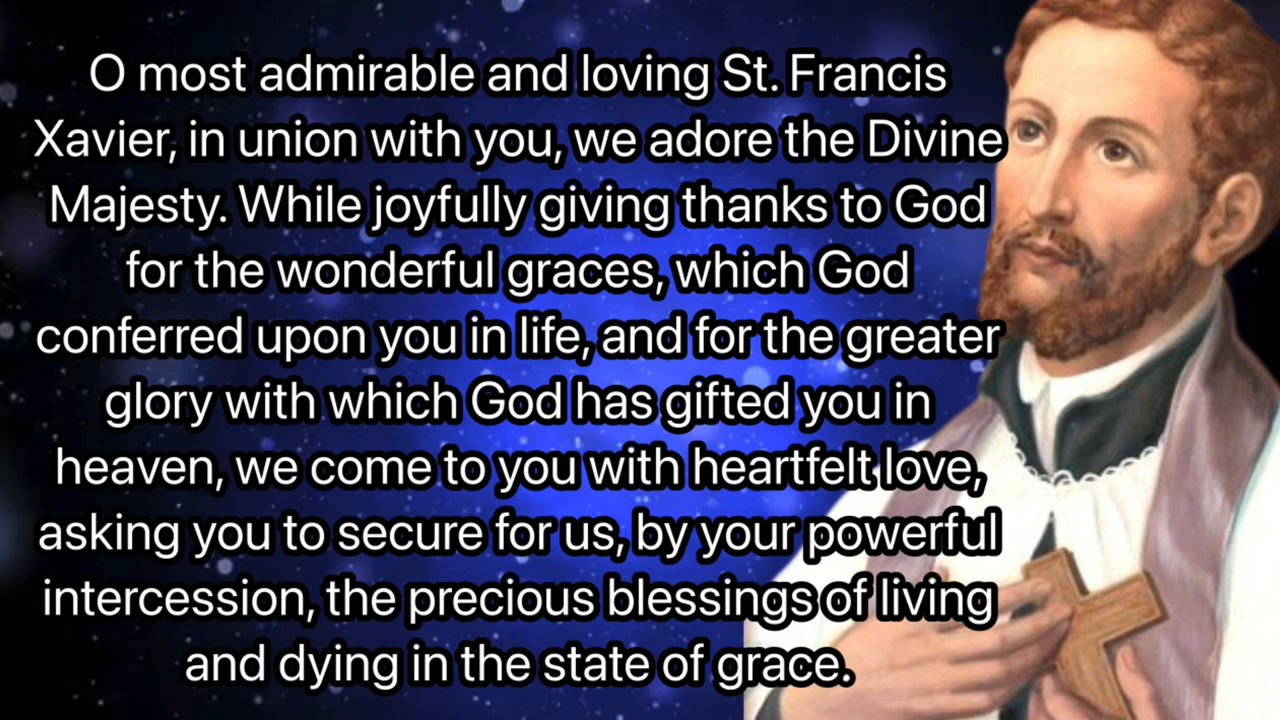 O most admirable and loving St. Francis
Xavier, in union with you, we adore the Divine
Majesty. While joyfully giving thanks to God
for the wonderful graces, which God
conferred upon you in life, and for the greater
glory with which God has gifted you in
heaven, we come to you with heartfelt love,
asking you to secure for us, by your powerful
intercession, the precious blessings of living
and dying in the state of grace.